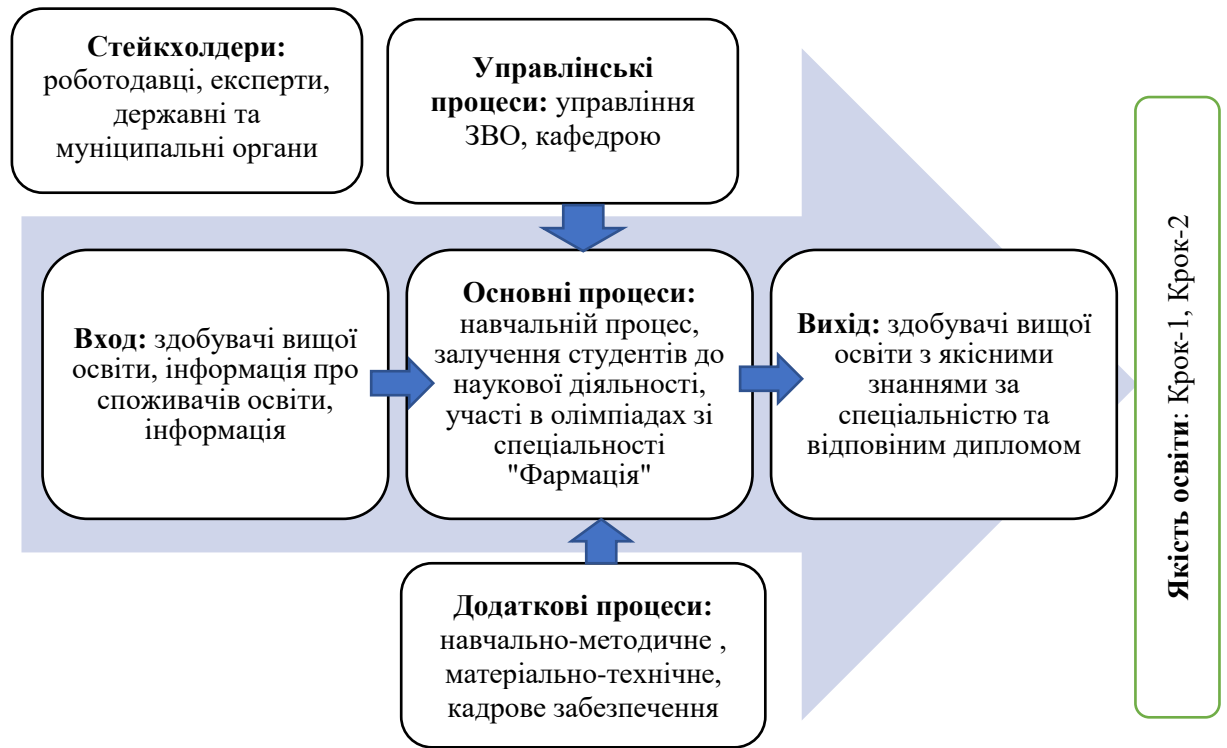 Стейкхолдери:
роботодавці, експерти,
державні та
муніципальні органи
Управлінські
процеси: управління
ЗВО, кафедрою
Вход: здобувачі вищої
освіти, інформація про
споживачів освіти,
інформація
Основні процеси:
навчальній процес,
залучення студентів до
наукової діяльності,
участі в олімпіадах зі
спеціальності
"Фармація"
Вихід: здобувачі вищої
освіти з якісними
знаннями за
спеціальністю та
відповіним дипломом
Додаткові процеси:
навчально-методичне ,
матеріально-технічне,
кадрове забезпечення
Якість освіти: Крок-1, Крок-2